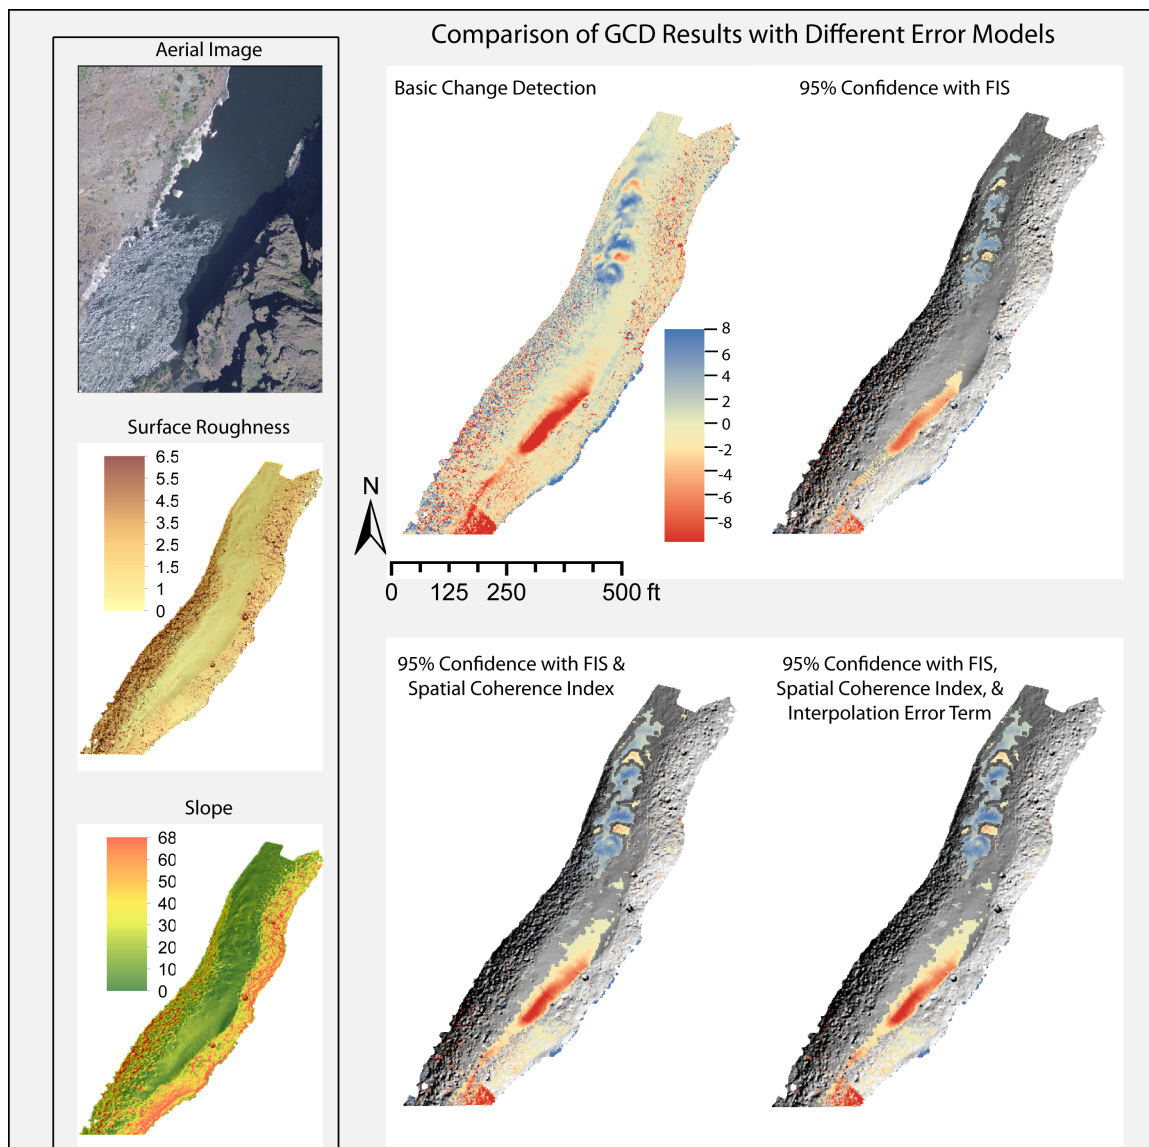 Comparison of GCD Results with Different Error Models
Aerial Image
Surface Roughness
6.5
5.5
4.5
3.5
2.5
1.5
1
0
Slope
68
60
50
40
30
20
10
0
Basic Change Detection
95% Confidence with FIS
8
6
4
2
0
-2
-4
-6
-8
N
0 125 250 500 ft
95% Confidence with FIS &
Spatial Coherence Index
95% Confidence with FIS,
Spatial Coherence Index, &
Interpolation Error Term